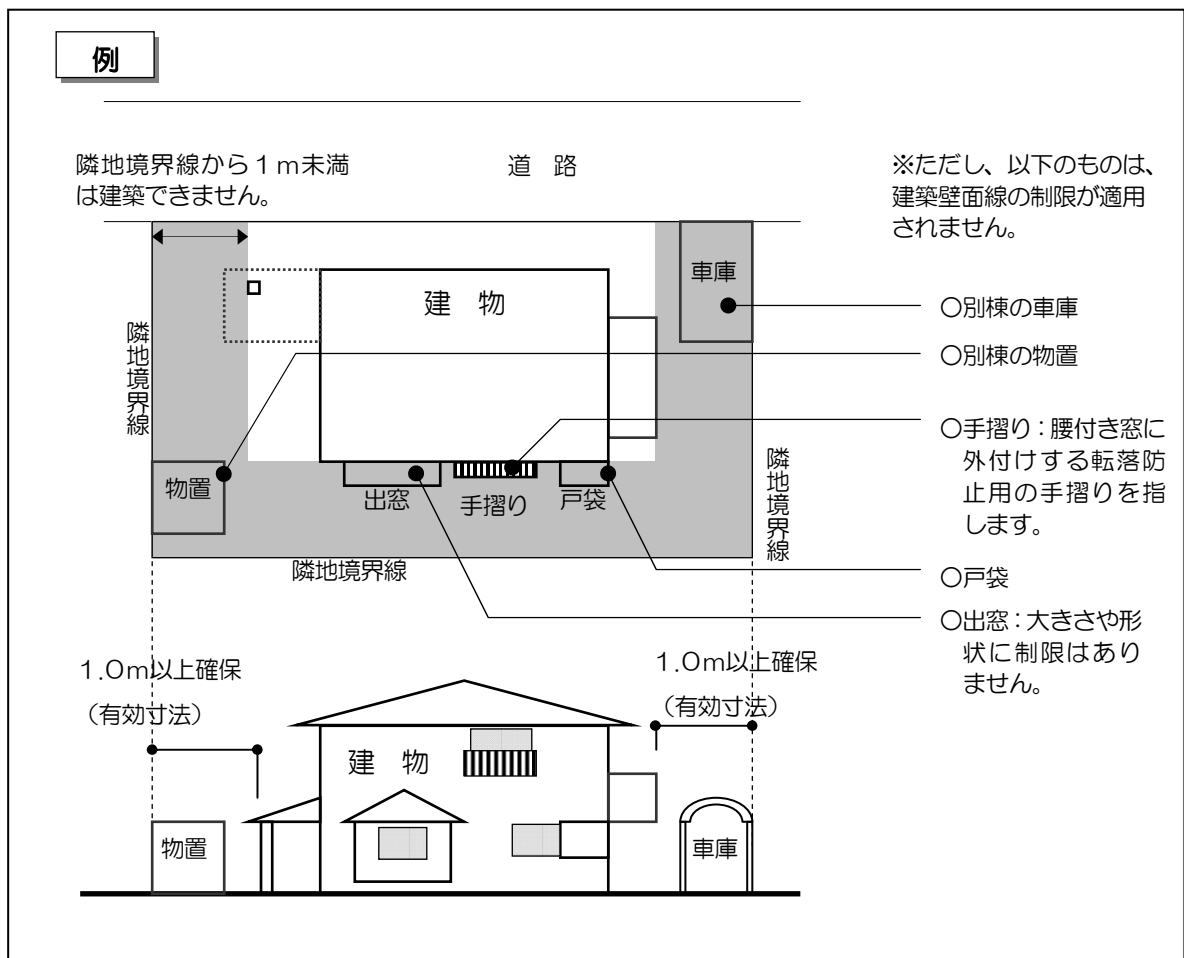 例
隣地境界線から１ｍ未満
は建築できません。
道 路
※ただし、以下のものは、
建築壁面線の制限が適用
されません。
車庫
建 物
〇別棟の車庫
〇別棟の物置
隣地境界線
〇手摺り：腰付き窓に
外付けする転落防
止用の手摺りを指
します。
物置
出窓
手摺り
戸袋
隣地境界線
隣地境界線
〇戸袋
〇出窓：大きさや形
状に制限はあり
ません。
１.０ｍ以上確保
（有効寸法）
１.０ｍ以上確保
（有効寸法）
建 物
物置
車庫